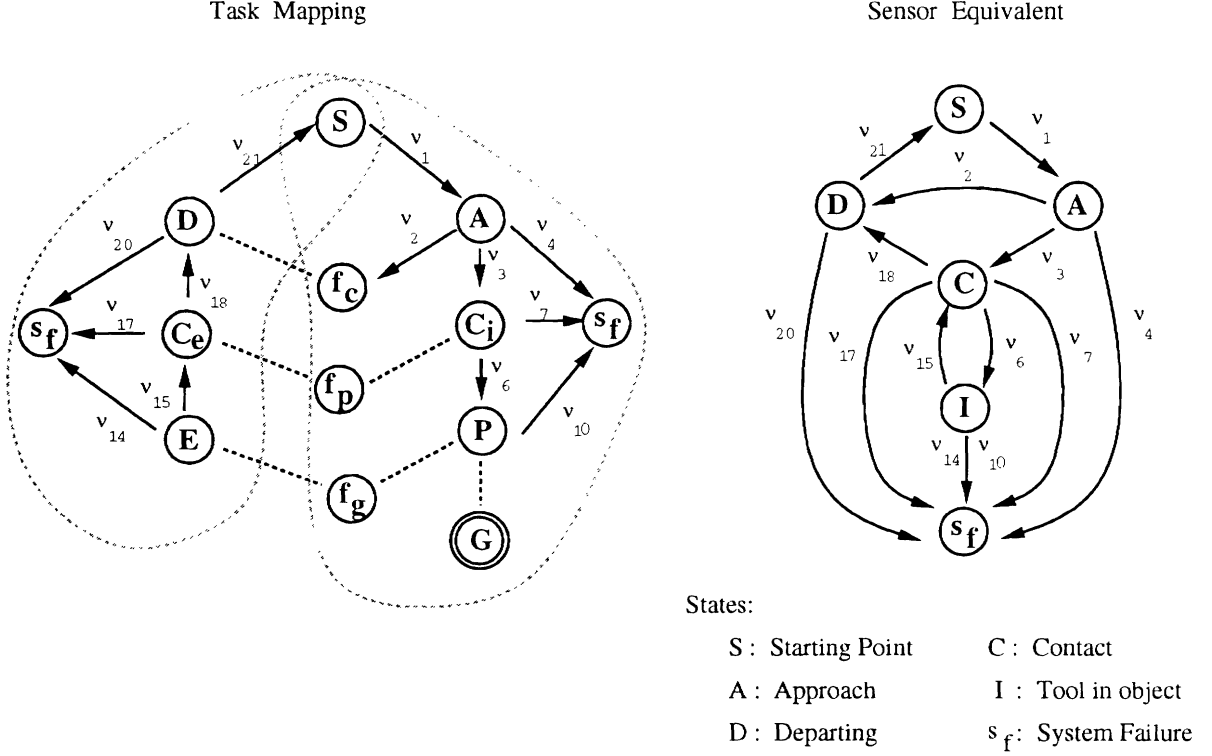 Task Mapping
Sensor Equivalent
S
ν 21
ν 1
D
A
ν 20
ν 2
ν 4
f c
ν 3
ν 18
s f
ν 17
C e
C i
ν 7
s f
f p
ν 6
ν 15
ν 14
E
P
ν 10
f g
G
S
ν 21
ν 1
ν 2
D
A
ν 18
ν 3
C
ν 20
ν 17
ν 15
ν 6
ν 7
ν 4
I
ν 14
ν 10
s f
States:
S : Starting Point
C : Contact
A : Approach
I : Tool in object
D : Departing
s f : System Failure